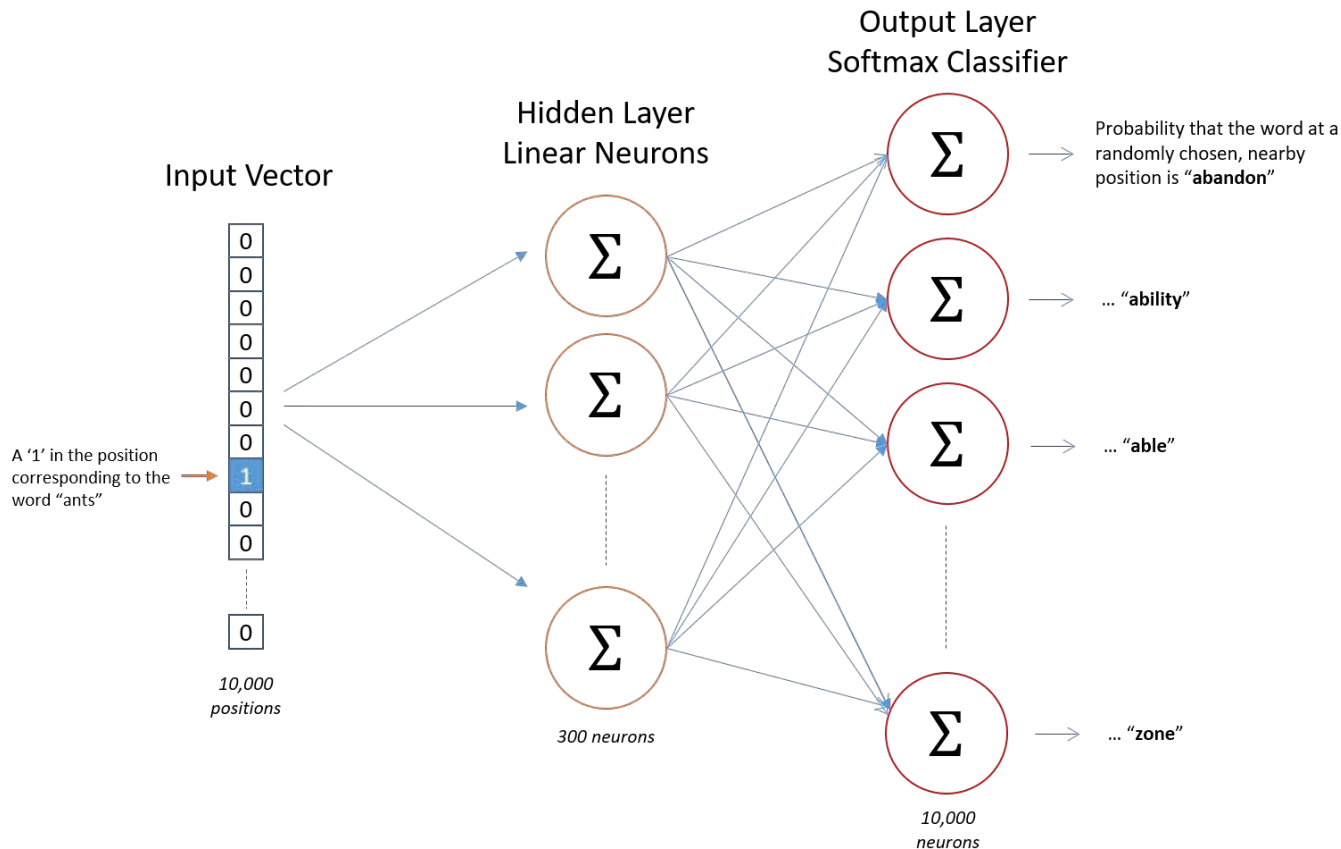 Output Layer
Softmax Classifier
Hidden Layer
Linear Neurons
Input Vector
0
0
0
0
0
0
0
1
0
0
0
A ‘1’ in the position
corresponding to the
word “ants”
10,000
positions
Σ
Σ
Σ
300 neurons
Σ
Σ
Σ
Σ
10,000
neurons
Probability that the word at a
randomly chosen, nearby
position is “abandon”
... “ability”
... “able”
... “zone”